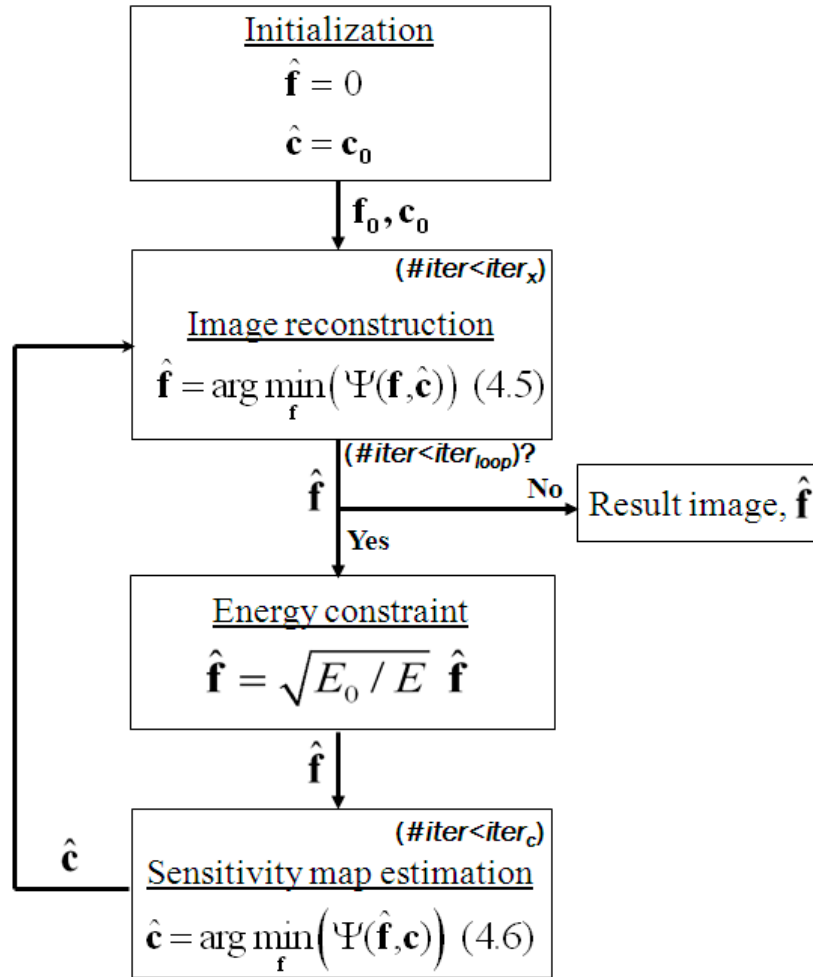 Initialization
f̂ = 0
ĉ = c₀
f₀, c₀
(#iter<iterₓ)
Image reconstruction
f̂ = arg min_f (Ψ(f,ĉ)) (4.5)
(#iter<iter_loop)?
f̂
No
Result image, f̂
Yes
Energy constraint
f̂ = √(E₀ / E) f̂
f̂
(#iter<iter_c)
ĉ
Sensitivity map estimation
ĉ = arg min_f (Ψ(f̂,c)) (4.6)